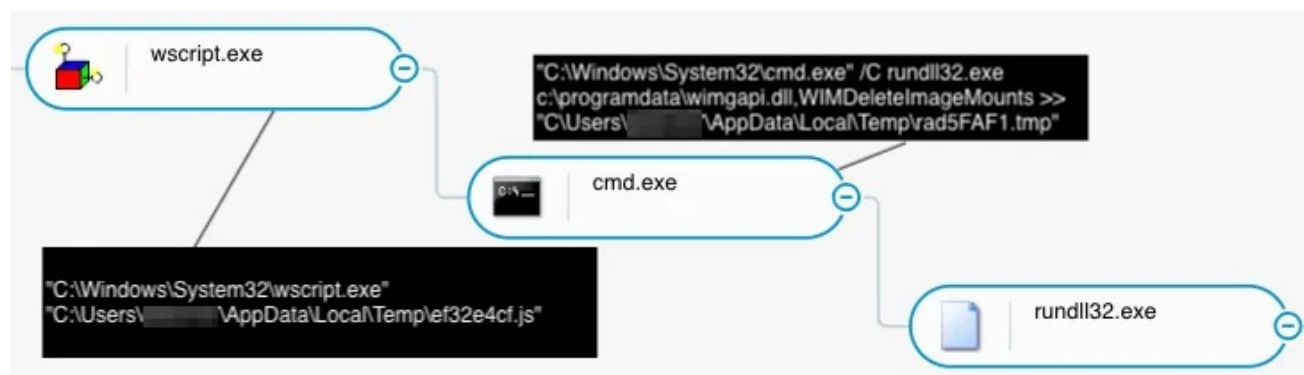 wscript.exe
"C:\Windows\System32\cmd.exe" /C rundll32.exe
c:\programdata\wimgapi.dll,WIMDeleteImageMounts >>
"C\Users\ \AppData\Local\Temp\rad5FAF1.tmp"
cmd.exe
"C:\Windows\System32\wscript.exe"
"C:\Users\ \AppData\Local\Temp\ef32e4cf.js"
rundll32.exe